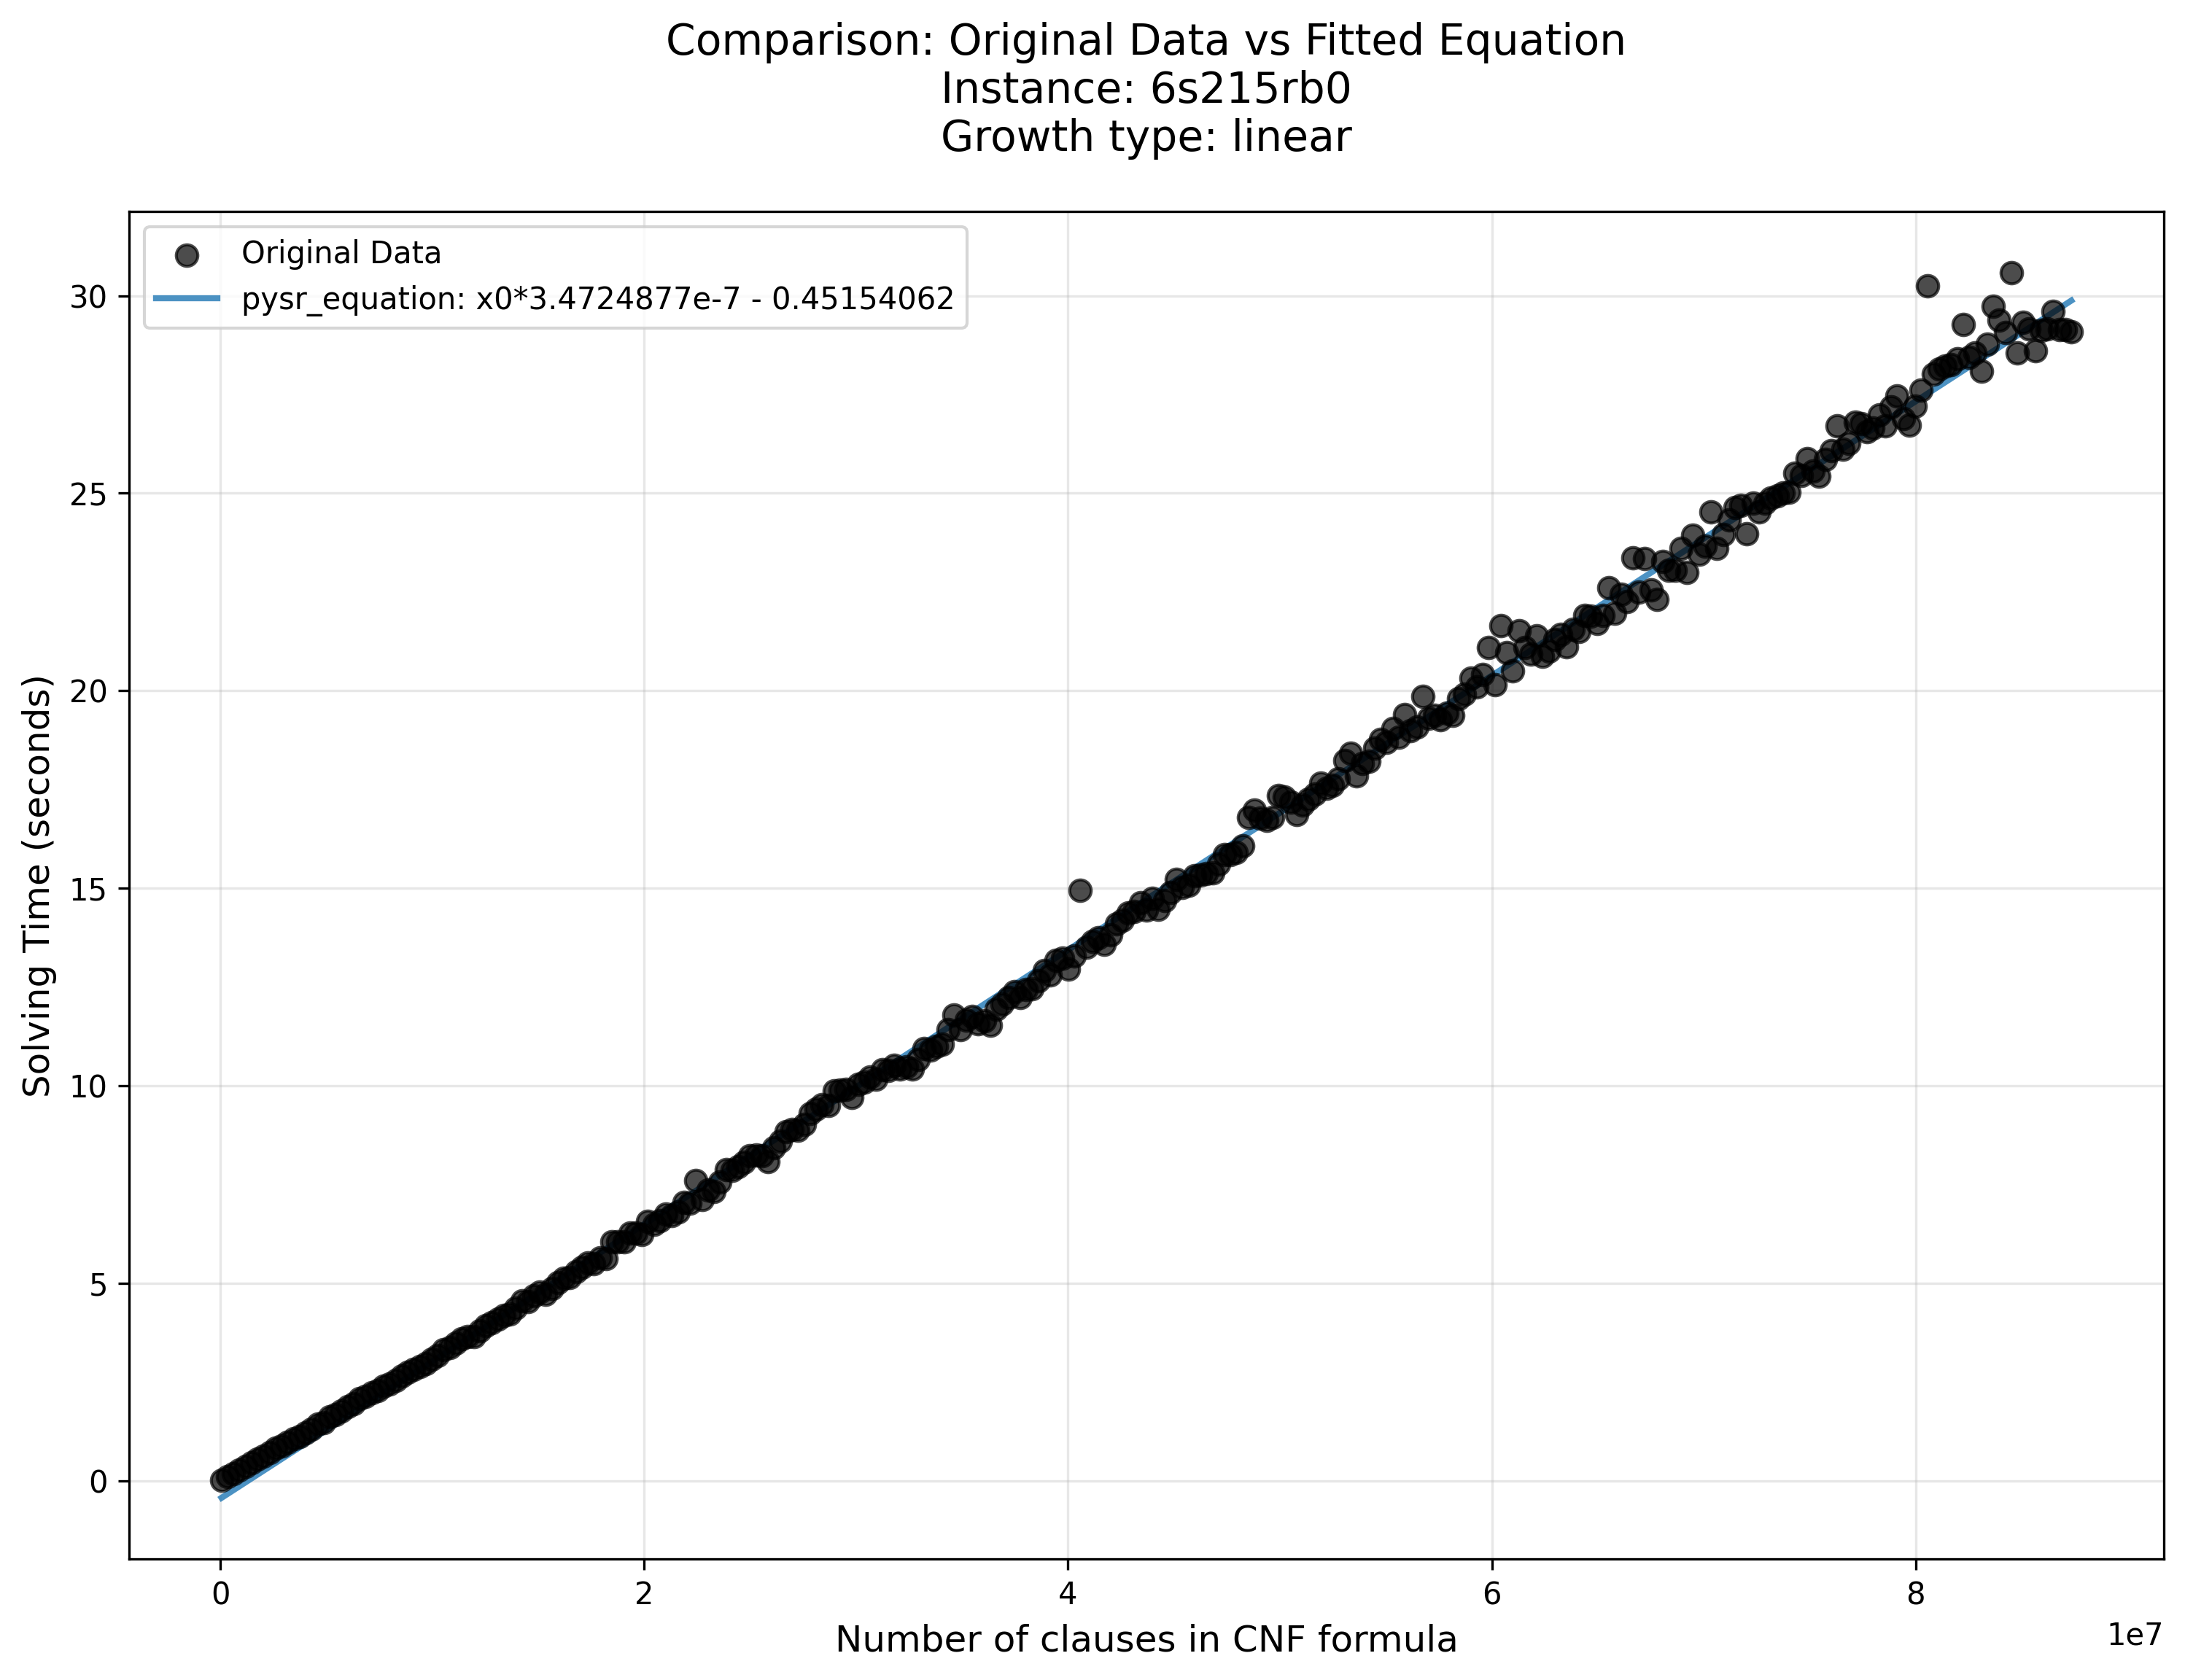 Comparison: Original Data vs Fitted Equation
Instance: 6s215rb0
Growth type: linear
Original Data
pysr_equation: x0*3.4724877e-7 - 0.45154062
30
25
20
15
10
5
0
Solving Time (seconds)
0 2 4 6 8
1e7
Number of clauses in CNF formula